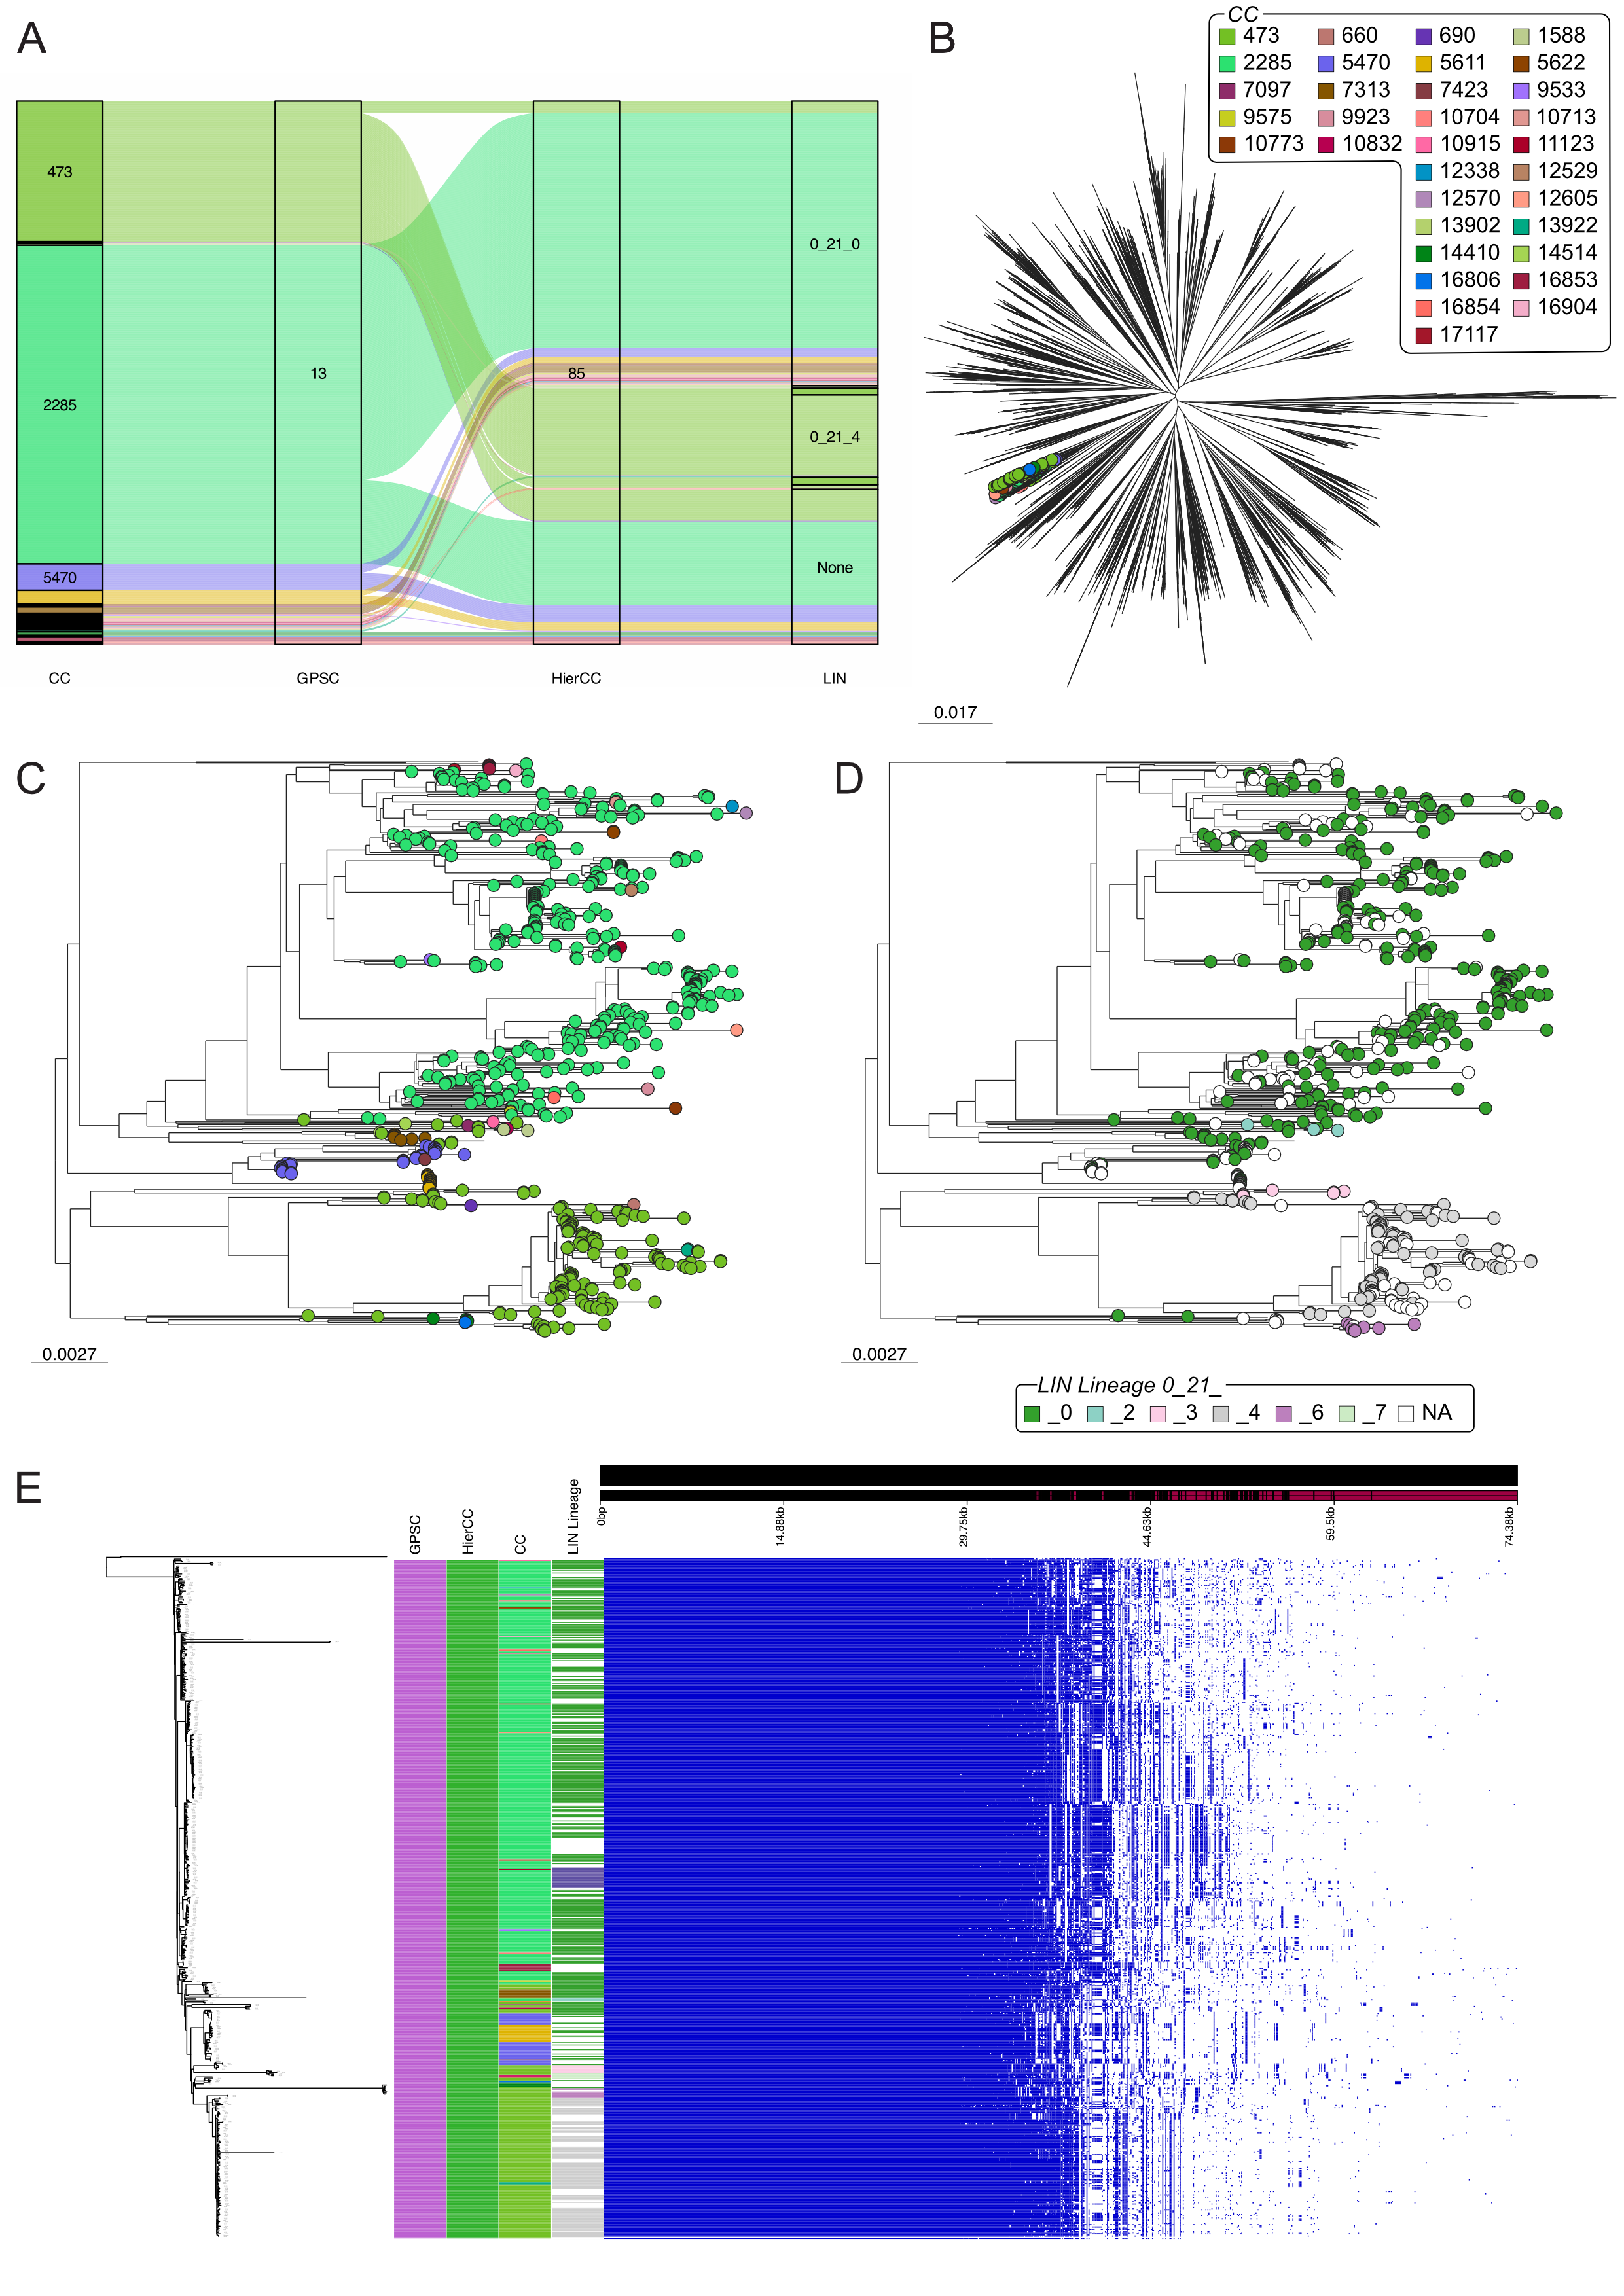 A
473
2285
5470
13
85
0_21_0
0_21_4
None
CC
GPSC
HierCC
LIN
B
CC
473 660 690 1588
2285 5470 5611 5622
7097 7313 7423 9533
9575 9923 10704 10713
10773 10832 10915 11123
12338 12529
12570 12605
13902 13922
14410 14514
16806 16853
16854 16904
17117
0.017
C
0.0027
D
0.0027
LIN Lineage 0_21_
_0 _2 _3 _4 _6 _7 NA
E
GPSC
HierCC
CC
LIN Lineage
0bp
14.88kb
29.75kb
44.63kb
59.5kb
74.38kb